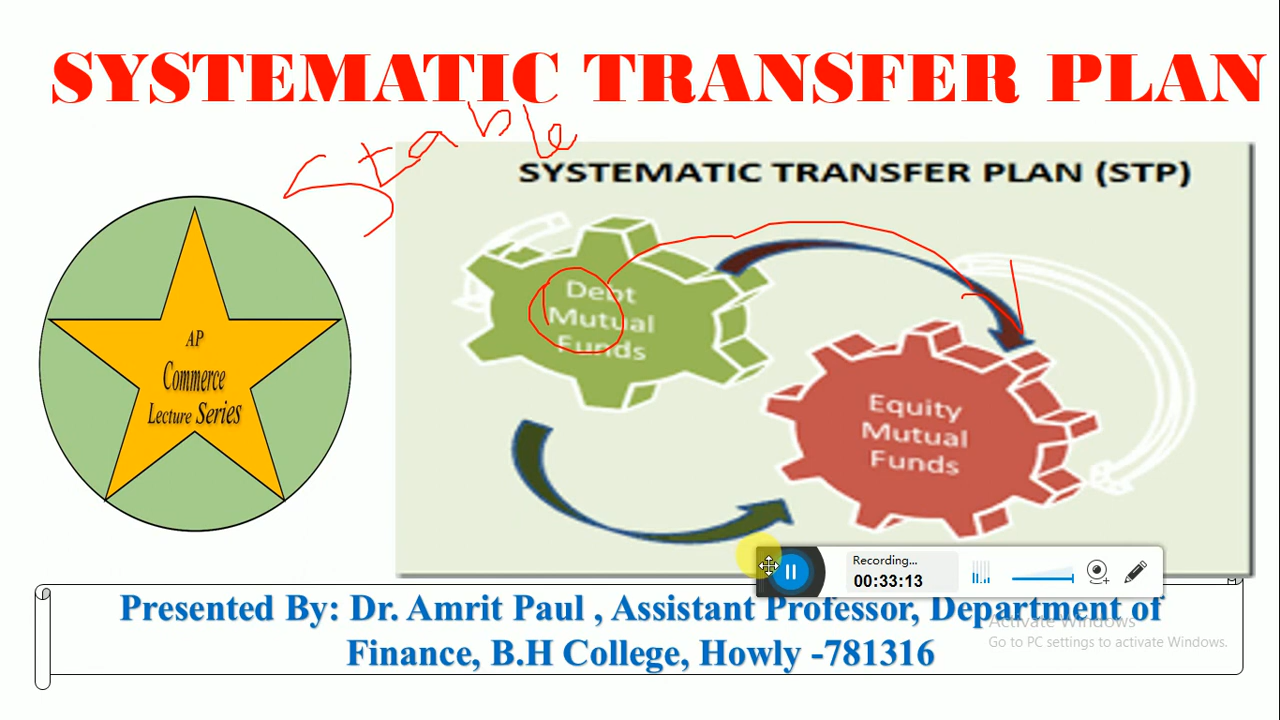 SYSTEMATIC TRANSFER PLAN
Stable
SYSTEMATIC TRANSFER PLAN (STP)
Debt
Mutual
Funds
AP
Commerce
Lecture Series
Equity
Mutual
Funds
Recording...
00:33:13
Presented By: Dr. Amrit Paul , Assistant Professor, Department of
Finance, B.H College, Howly -781316
Activate Windows
Go to PC settings to activate Windows.